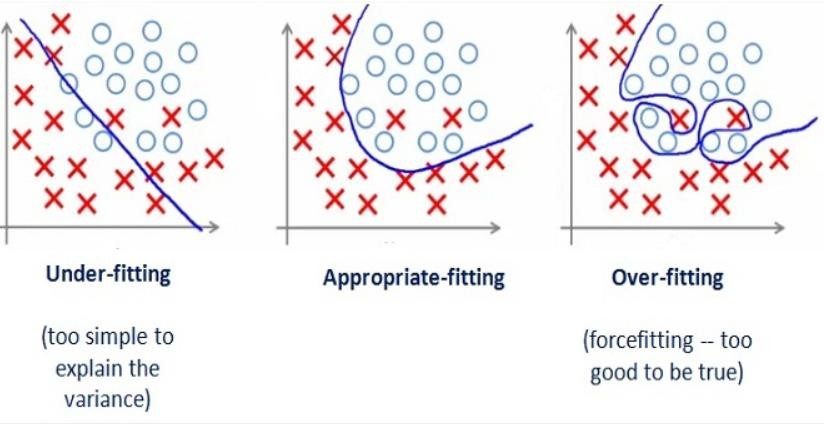 Under-fitting
Appropriate-fitting
Over-fitting
(too simple to
explain the
variance)
(forcefitting -- too
good to be true)